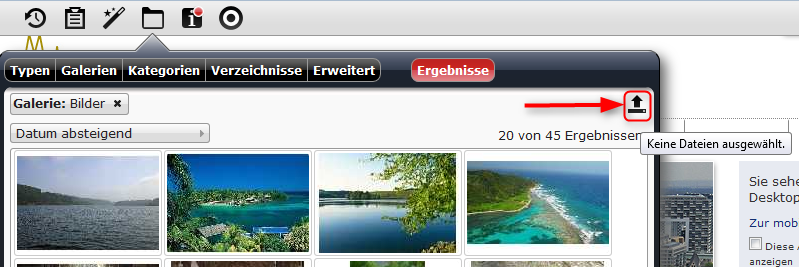 Typen Galerien Kategorien Verzeichnisse Erweitert Ergebnisse
Galerie: Bilder ✖
Datum absteigend
20 von 45 Ergebnissen
Keine Dateien ausgewählt.
Sie sehe
Desktop
Zur mob
Diese A
anzeigen